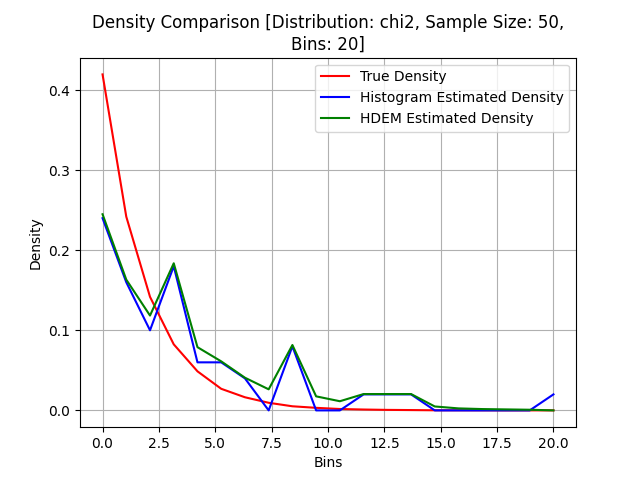 Density Comparison [Distribution: chi2, Sample Size: 50,
Bins: 20]
True Density
Histogram Estimated Density
HDEM Estimated Density
Density
0.4
0.3
0.2
0.1
0.0
0.0 2.5 5.0 7.5 10.0 12.5 15.0 17.5 20.0
Bins